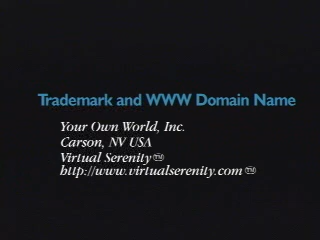 Trademark and WWW Domain Name
Your Own World, Inc.
Carson, NV USA
Virtual Serenity™
http://www.virtualserenity.com™